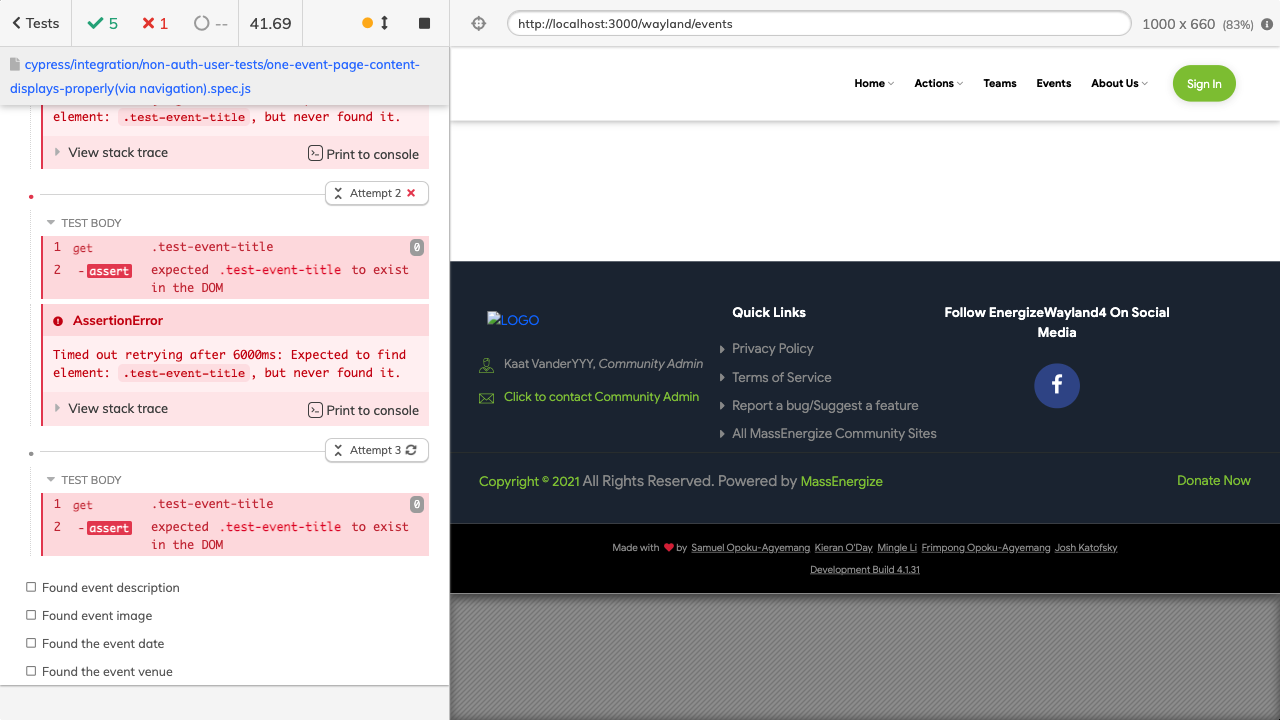 Tests
5
1
--
41.69
http://localhost:3000/wayland/events
1000 x 660 (83%)
cypress/integration/non-auth-user-tests/one-event-page-content-
displays-properly(via navigation).spec.js
element: .test-event-title, but never found it.
View stack trace
Print to console
Attempt 2
TEST BODY
1 get .test-event-title 0
2 -assert expected .test-event-title to exist
in the DOM
AssertionError
Timed out retrying after 6000ms: Expected to find
element: .test-event-title, but never found it.
View stack trace
Print to console
Attempt 3
TEST BODY
1 get .test-event-title 0
2 -assert expected .test-event-title to exist
in the DOM
Found event description
Found event image
Found the event date
Found the event venue
Home
Actions
Teams
Events
About Us
Sign In
LOGO
Kaat VanderYYY, Community Admin
Click to contact Community Admin
Quick Links
Privacy Policy
Terms of Service
Report a bug/Suggest a feature
All MassEnergize Community Sites
Follow EnergizeWayland4 On Social
Media
Copyright © 2021 All Rights Reserved. Powered by MassEnergize
Donate Now
Made with by Samuel Opoku-Agyemang Kieran O'Day Mingle Li Frimpong Opoku-Agyemang Josh Katofsky
Development Build 4.1.31